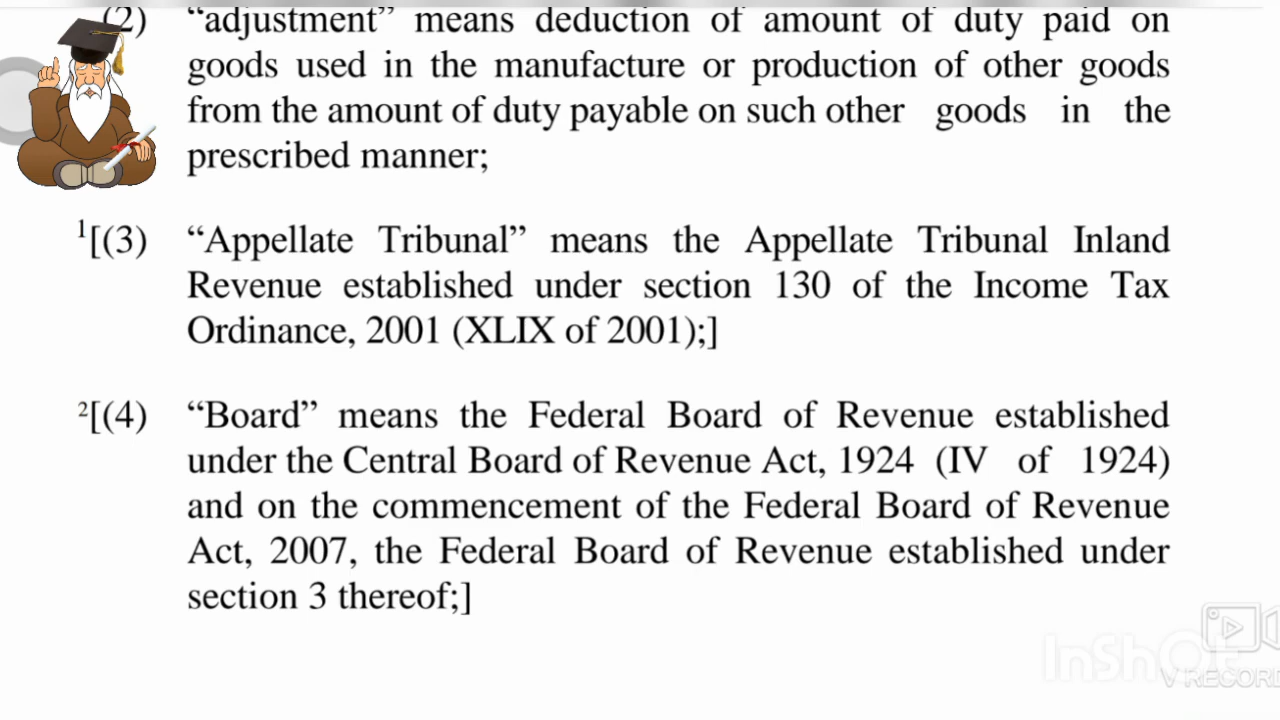 (2) “adjustment” means deduction of amount of duty paid on
goods used in the manufacture or production of other goods
from the amount of duty payable on such other goods in the
prescribed manner;
1[(3) “Appellate Tribunal” means the Appellate Tribunal Inland
Revenue established under section 130 of the Income Tax
Ordinance, 2001 (XLIX of 2001);]
2[(4) “Board” means the Federal Board of Revenue established
under the Central Board of Revenue Act, 1924 (IV of 1924)
and on the commencement of the Federal Board of Revenue
Act, 2007, the Federal Board of Revenue established under
section 3 thereof;]
InShOt
V RECORD